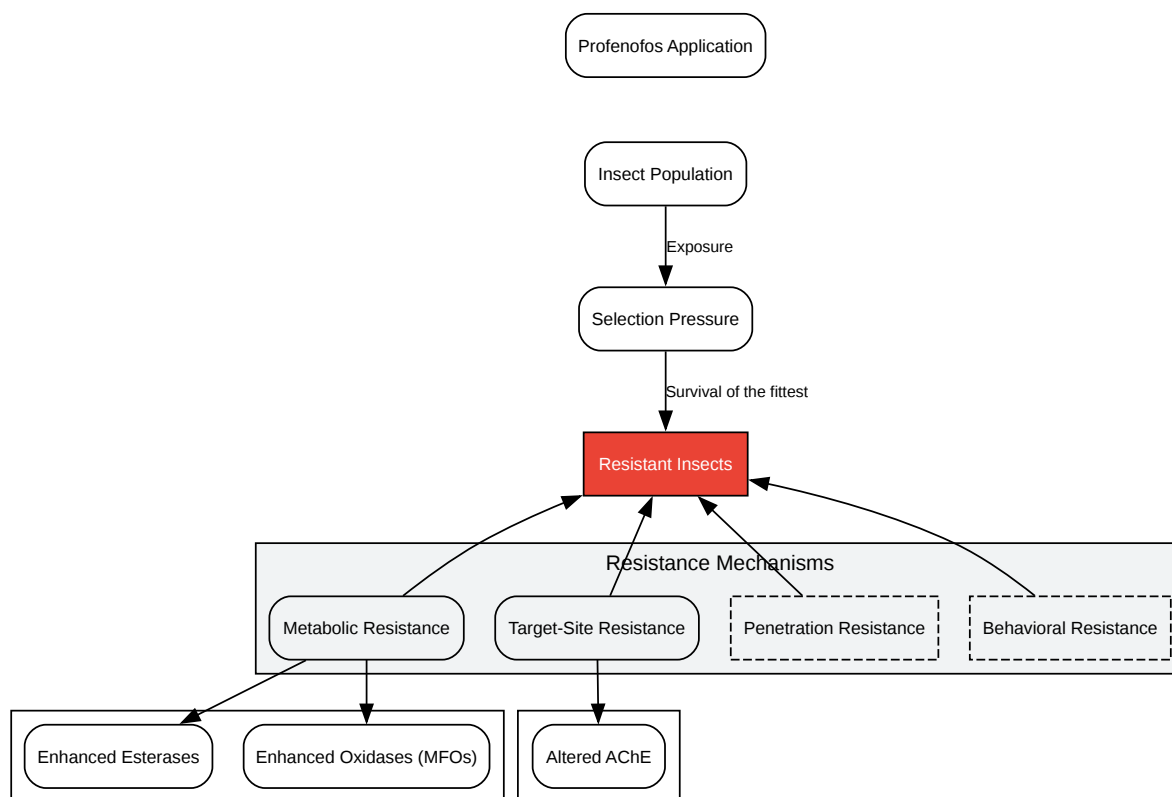 Profenofos Application
Insect Population
Exposure
Selection Pressure
Survival of the fittest
Resistant Insects
Resistance Mechanisms
Metabolic Resistance
Target-Site Resistance
Penetration Resistance
Behavioral Resistance
Enhanced Esterases
Enhanced Oxidases (MFOs)
Altered AChE